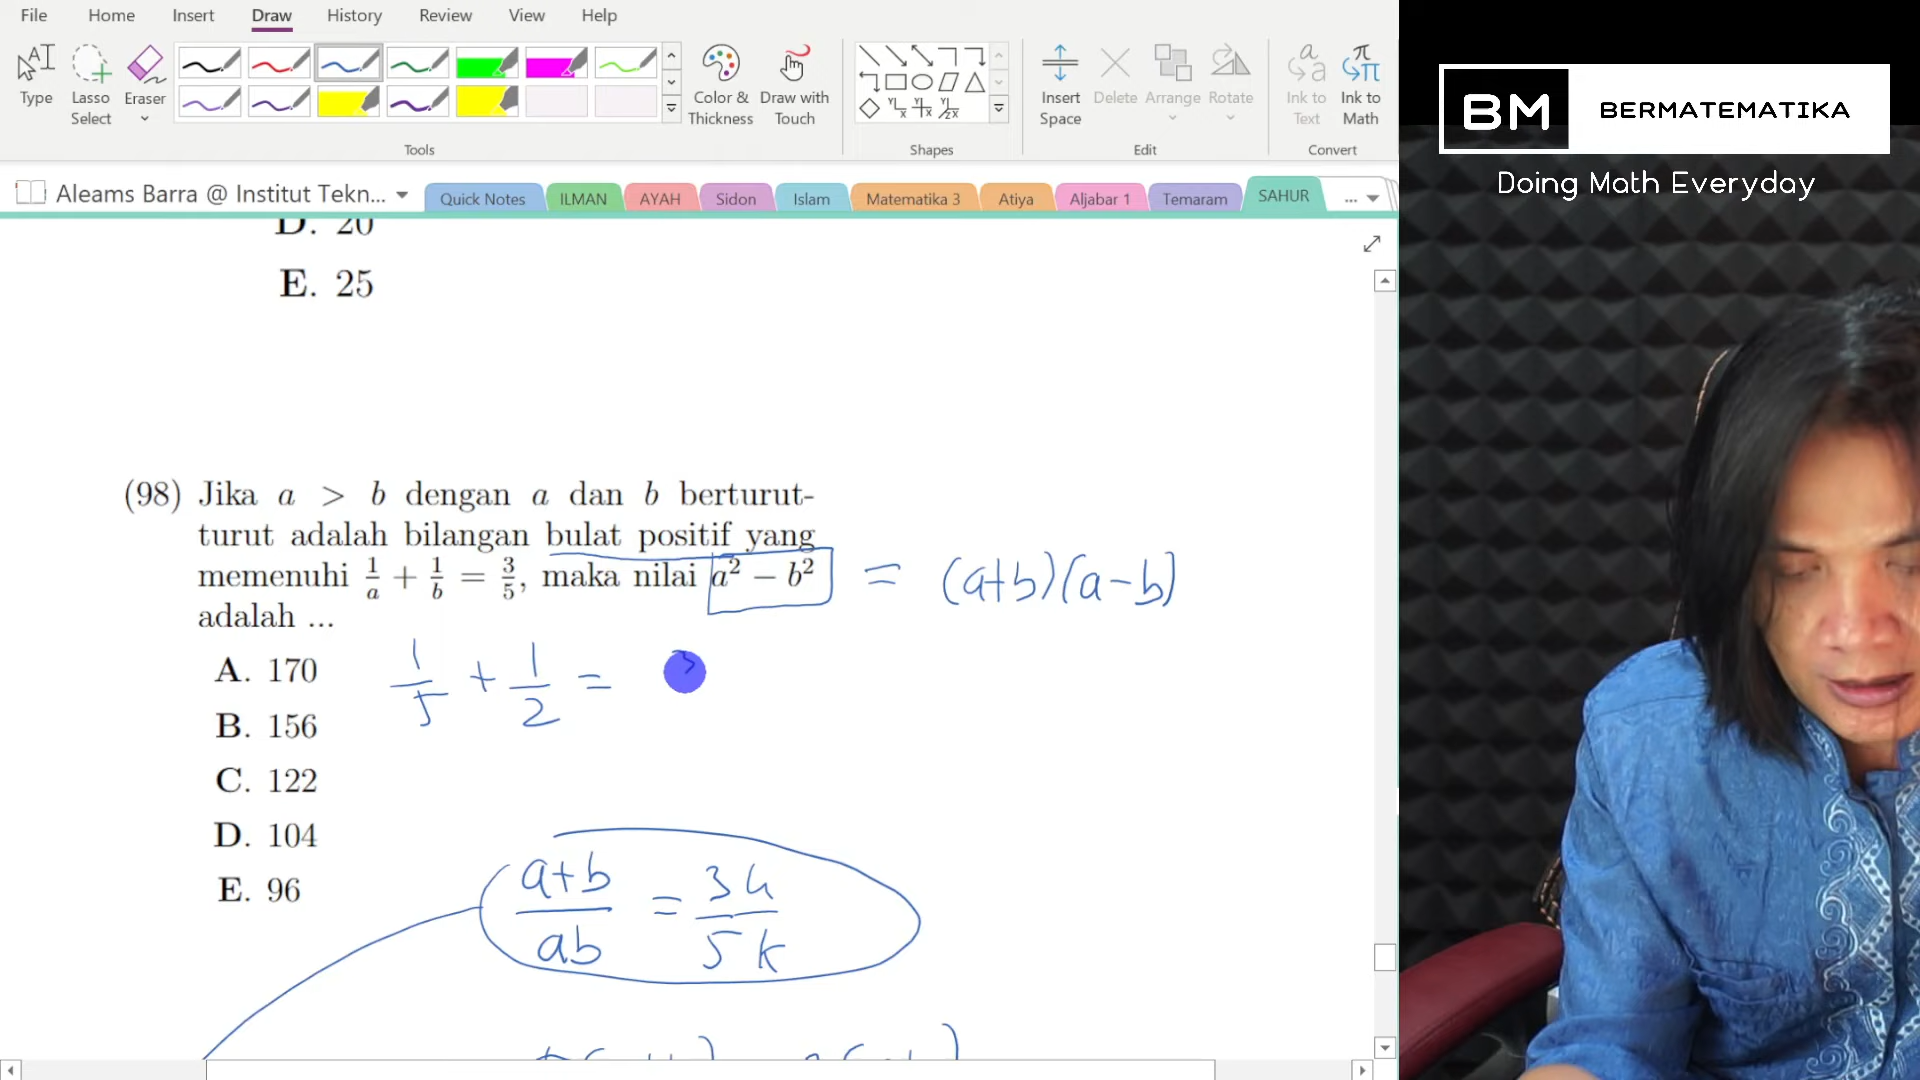 File Home Insert Draw History Review View Help
Type
Lasso Select
Eraser
Color & Thickness
Draw with Touch
Insert Space
Delete
Arrange
Rotate
Ink to Text
Ink to Math
Tools
Shapes
Edit
Convert
BM BERMATEMATIKA
Doing Math Everyday
Aleams Barra @ Institut Tekn...
Quick Notes ILMAN AYAH Sidon Islam Matematika 3 Atiya Aljabar 1 Temaram SAHUR ...
D. 20
E. 25
(98) Jika a > b dengan a dan b berturut-
turut adalah bilangan bulat positif yang
memenuhi 1/a + 1/b = 3/5, maka nilai a² − b² = (a+b)(a−b)
adalah ...
A. 170
1/5 + 1/2 =
B. 156
C. 122
D. 104
E. 96
a+b/ab = 3k/5k